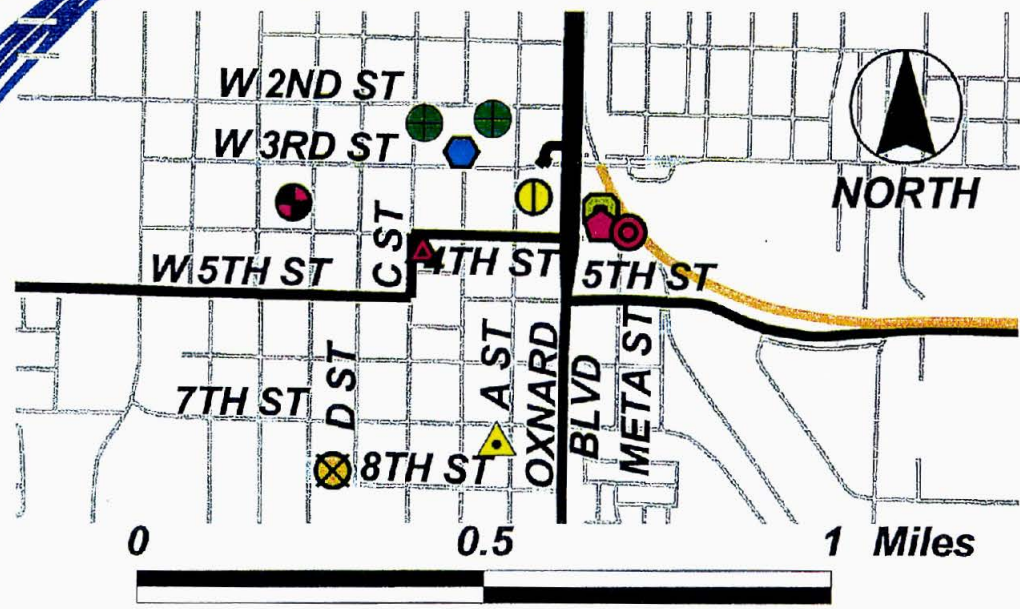 W 2ND ST
W 3RD ST
NORTH
C ST
W 5TH ST
4TH ST
5TH ST
D ST
A ST
OXNARD
BLVD
META ST
7TH ST
8TH ST
0 0.5 1 Miles